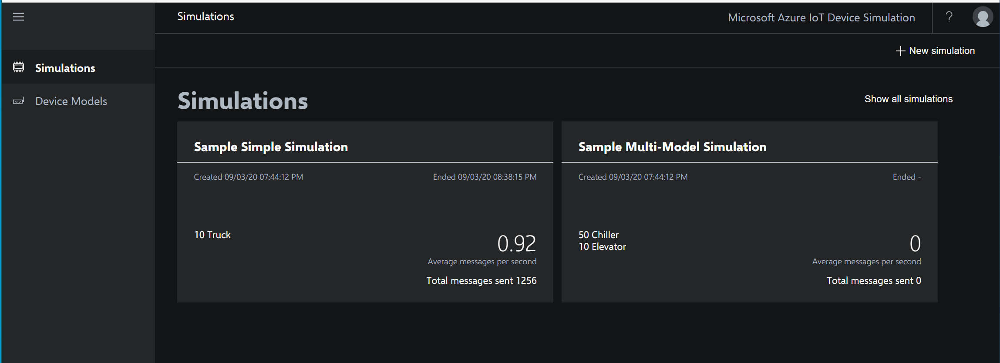 Simulations
Microsoft Azure IoT Device Simulation
?
New simulation
Simulations
Device Models
Simulations
Show all simulations
Sample Simple Simulation
Created 09/03/20 07:44:12 PM
Ended 09/03/20 08:38:15 PM
10 Truck
0.92
Average messages per second
Total messages sent 1256
Sample Multi-Model Simulation
Created 09/03/20 07:44:12 PM
Ended -
50 Chiller
10 Elevator
0
Average messages per second
Total messages sent 0